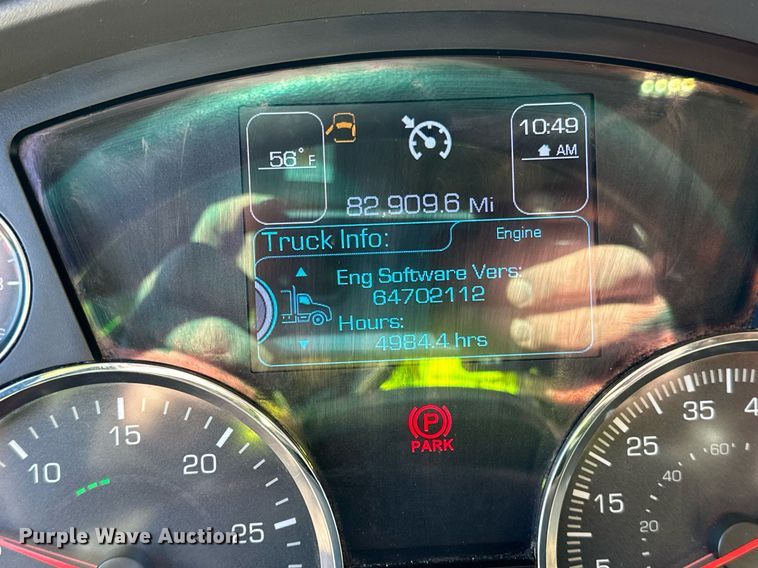 10:49
AM
56° F
82,909.6 Mi
Truck Info:
Engine
Eng Software Vers:
64702112
Hours:
4984.4 hrs
P
PARK
10
15
20
25
5
15
25
35
20
40
60
Purple Wave Auction